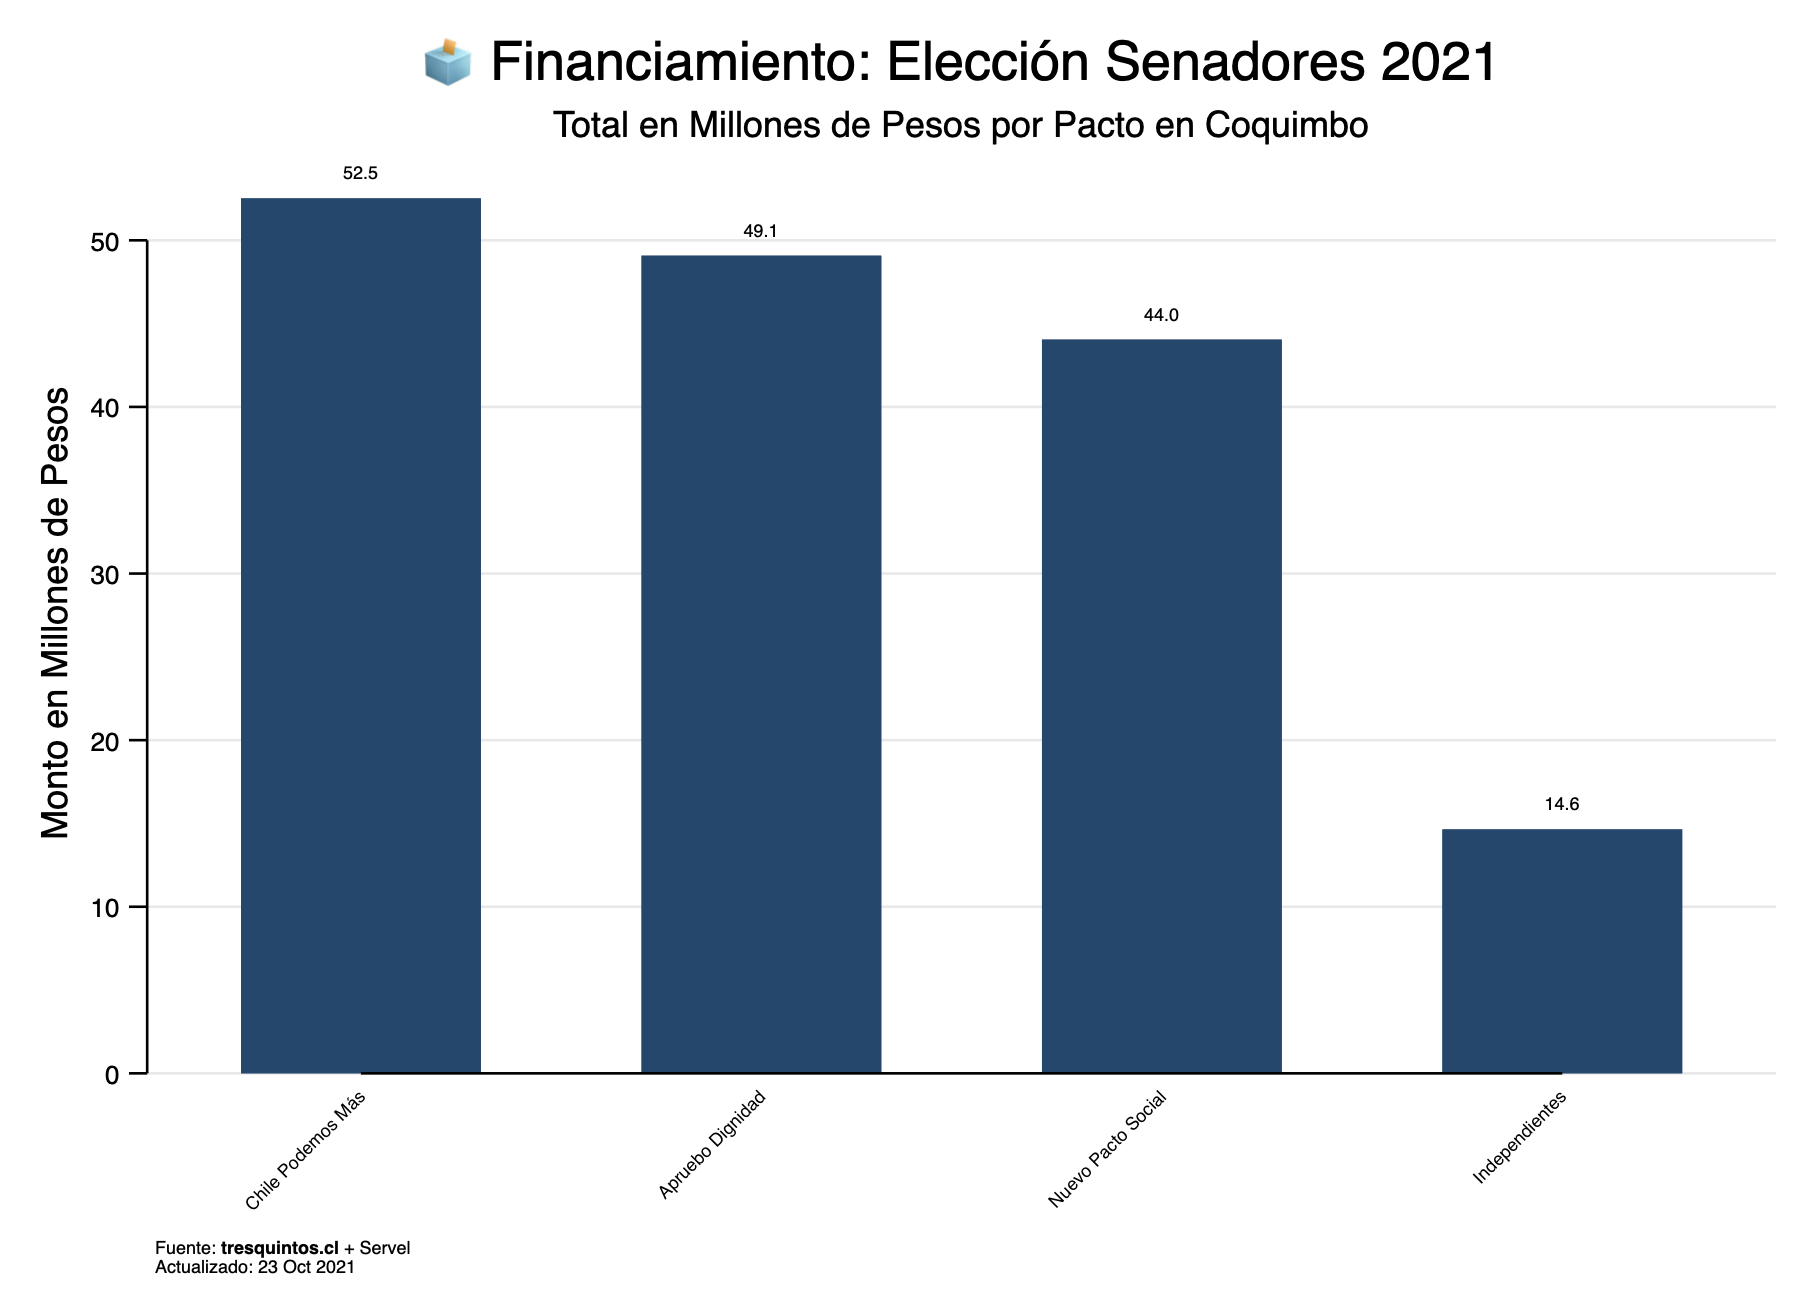 Financiamiento: Elección Senadores 2021
Total en Millones de Pesos por Pacto en Coquimbo
Monto en Millones de Pesos
50
40
30
20
10
0
52.5
49.1
44.0
14.6
Chile Podemos Más
Apruebo Dignidad
Nuevo Pacto Social
Independientes
Fuente: tresquintos.cl + Servel
Actualizado: 23 Oct 2021